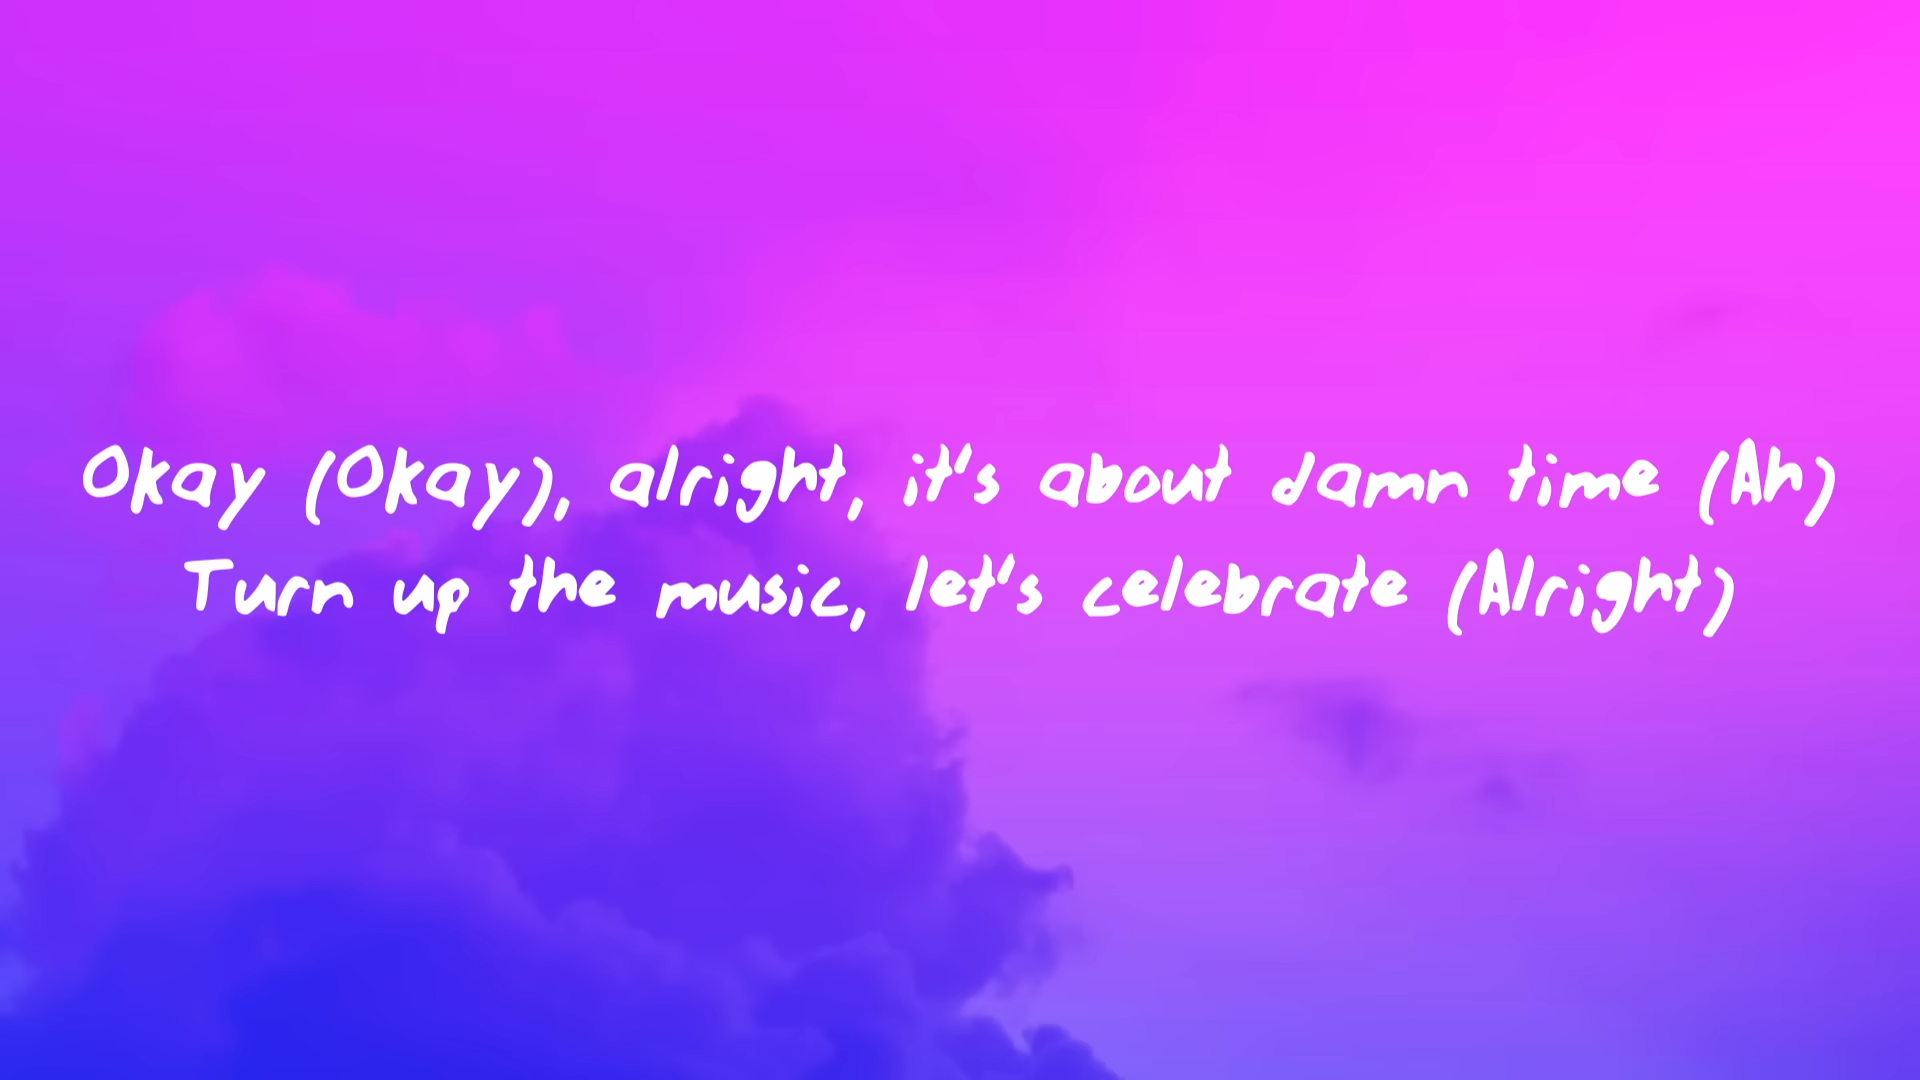 Okay (Okay), alright, it's about damn time (Ah)
Turn up the music, let's celebrate (Alright)